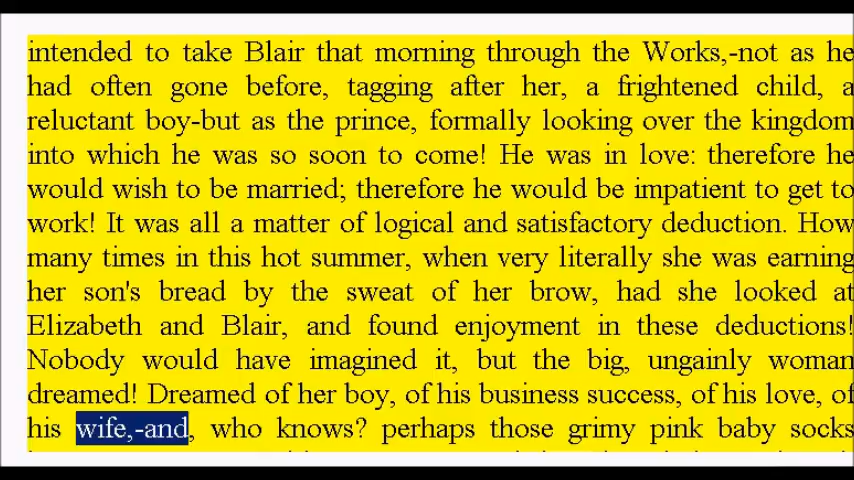 intended to take Blair that morning through the Works,-not as he
had often gone before, tagging after her, a frightened child, a
reluctant boy-but as the prince, formally looking over the kingdom
into which he was so soon to come! He was in love: therefore he
would wish to be married; therefore he would be impatient to get to
work! It was all a matter of logical and satisfactory deduction. How
many times in this hot summer, when very literally she was earning
her son's bread by the sweat of her brow, had she looked at
Elizabeth and Blair, and found enjoyment in these deductions!
Nobody would have imagined it, but the big, ungainly woman
dreamed! Dreamed of her boy, of his business success, of his love, of
his wife,-and, who knows? perhaps those grimy pink baby socks